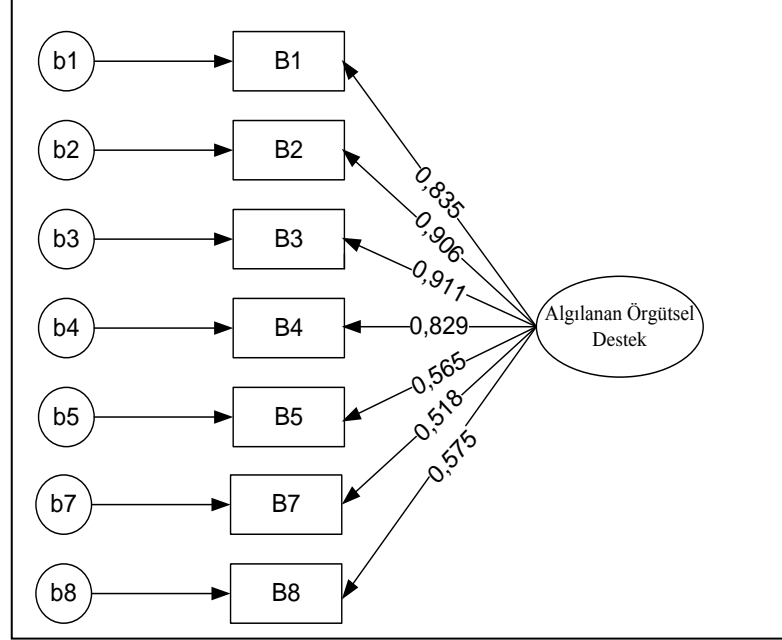 b1
B1
b2
B2
b3
B3
b4
B4
b5
B5
b7
B7
b8
B8
0,835
0,906
0,911
0,829
0,565
0,518
0,575
Algılanan Örgütsel
Destek